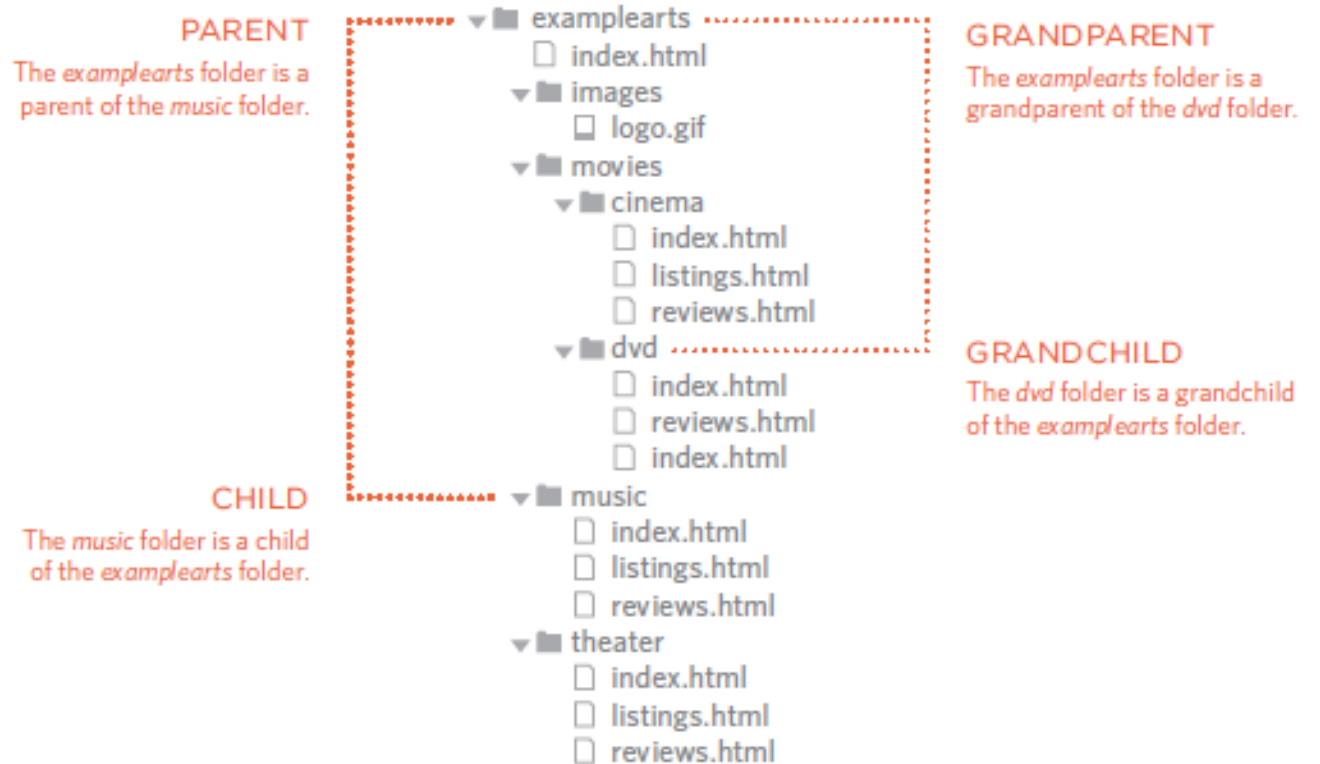 PARENT
The examplearts folder is a
parent of the music folder.
examplearts
index.html
images
logo.gif
movies
cinema
index.html
listings.html
reviews.html
dvd
index.html
reviews.html
index.html
music
index.html
listings.html
reviews.html
theater
index.html
listings.html
reviews.html
GRANDPARENT
The examplearts folder is a
grandparent of the dvd folder.
GRANDCHILD
The dvd folder is a grandchild
of the examplearts folder.
CHILD
The music folder is a child
of the examplearts folder.